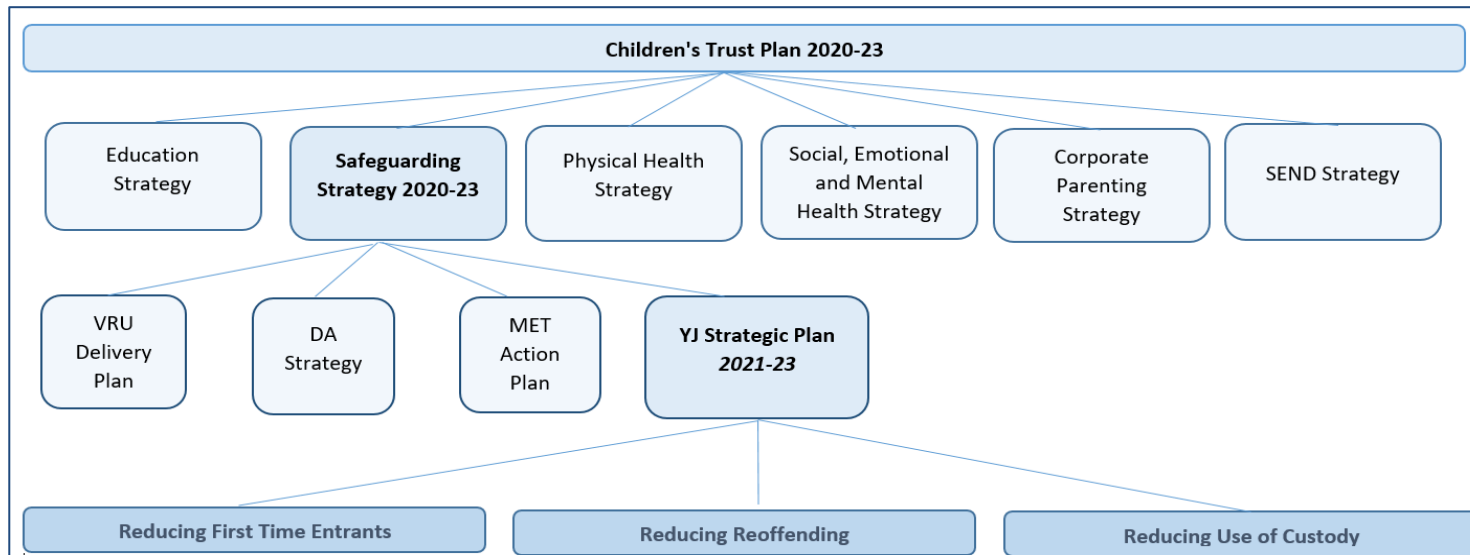 Children's Trust Plan 2020-23
Education
Strategy
Safeguarding
Strategy 2020-23
Physical Health
Strategy
Social, Emotional
and Mental
Health Strategy
Corporate
Parenting
Strategy
SEND Strategy
VRU
Delivery
Plan
DA
Strategy
MET
Action
Plan
YJ Strategic Plan
2021-23
Reducing First Time Entrants
Reducing Reoffending
Reducing Use of Custody